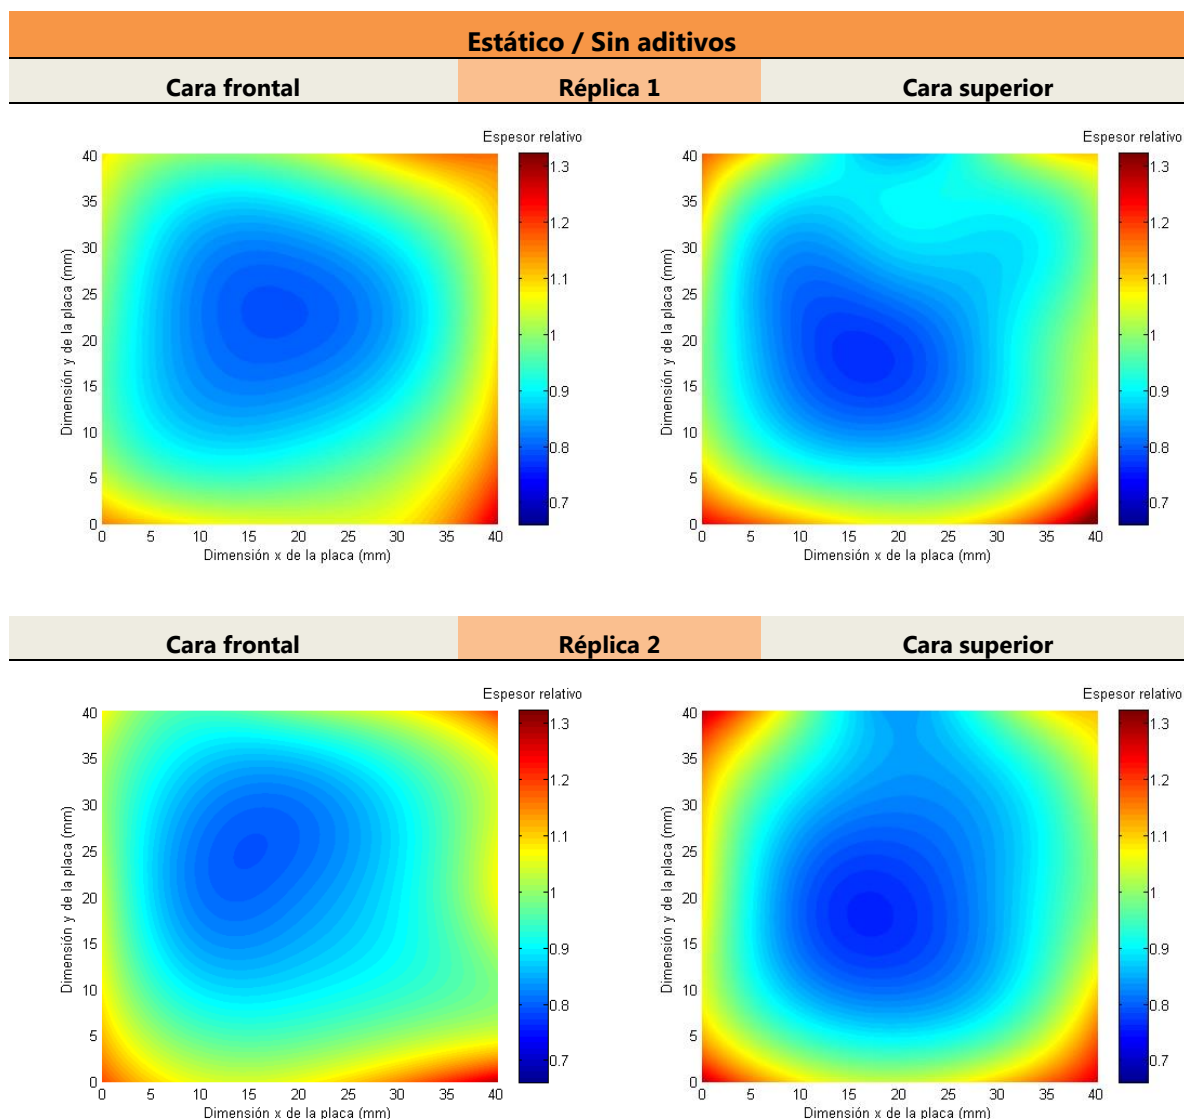 Estático / Sin aditivos
Cara frontal Réplica 1 Cara superior
Espesor relativo Espesor relativo
40 1.3 40 1.3
35 35
1.2 1.2
30 30
1.1 1.1
25 25
20 1 20 1
15 0.9 15 0.9
10 10
0.8 0.8
5 5
0.7 0.7
0 0
0 5 10 15 20 25 30 35 40 0 5 10 15 20 25 30 35 40
Dimensión x de la placa (mm) Dimensión x de la placa (mm)
Dimensión y de la placa (mm) Dimensión y de la placa (mm)
Cara frontal Réplica 2 Cara superior
Espesor relativo Espesor relativo
40 1.3 40 1.3
35 35
1.2 1.2
30 30
1.1 1.1
25 25
20 1 20 1
15 0.9 15 0.9
10 10
0.8 0.8
5 5
0.7 0.7
0 0
0 5 10 15 20 25 30 35 40 0 5 10 15 20 25 30 35 40
Dimensión x de la placa (mm) Dimensión x de la placa (mm)
Dimensión y de la placa (mm) Dimensión y de la placa (mm)